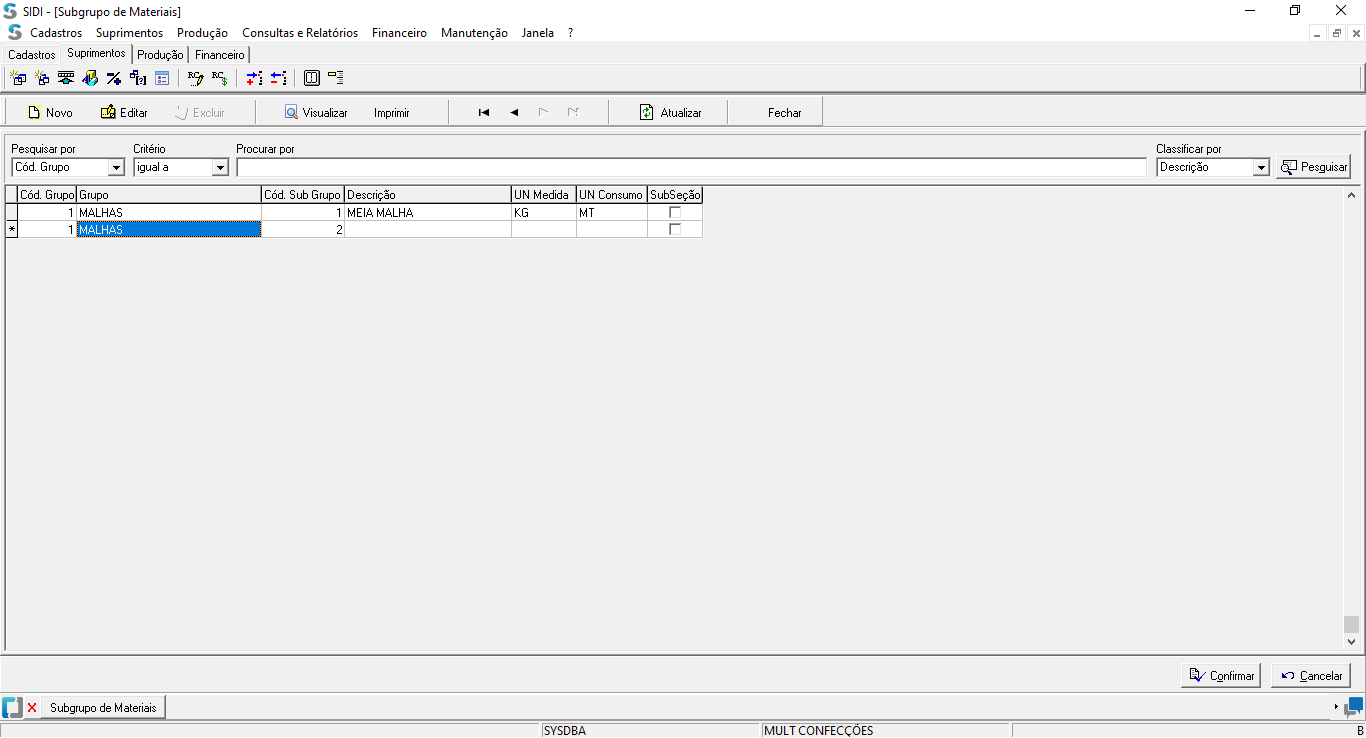 SIDI - [Subgrupo de Materiais]
Cadastros Suprimentos Produção Consultas e Relatórios Financeiro Manutenção Janela ?
Cadastros Suprimentos Produção Financeiro
Novo Editar Excluir Visualizar Imprimir Atualizar Fechar
Pesquisar por Critério Procurar por Classificar por
Cód. Grupo igual a Descrição Pesquisar
Cód. Grupo Grupo Cód. Sub Grupo Descrição UN Medida UN Consumo SubSeção
1 MALHAS 1 MEIA MALHA KG MT
* 1 MALHAS 2
Confirmar Cancelar
Subgrupo de Materiais
SYSDBA MULT CONFECÇÕES B